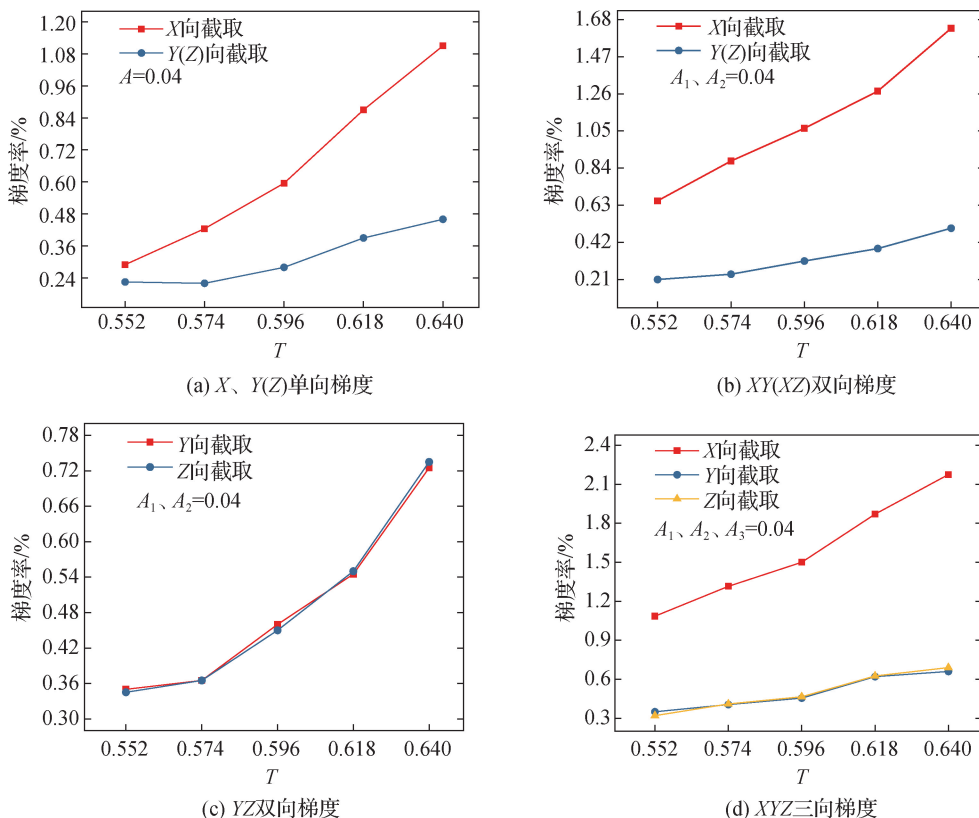 1.20
1.08
0.96
0.84
0.72
0.60
0.48
0.36
0.24
梯度率/%
X向截取
Y(Z)向截取
A=0.04
0.552 0.574 0.596 0.618 0.640
T
(a) X、Y(Z)单向梯度
1.68
1.47
1.26
1.05
0.84
0.63
0.42
0.21
梯度率/%
X向截取
Y(Z)向截取
A₁、A₂=0.04
0.552 0.574 0.596 0.618 0.640
T
(b) XY(XZ)双向梯度
0.78
0.72
0.66
0.60
0.54
0.48
0.42
0.36
0.30
梯度率/%
Y向截取
Z向截取
A₁、A₂=0.04
0.552 0.574 0.596 0.618 0.640
T
(c) YZ双向梯度
2.4
2.1
1.8
1.5
1.2
0.9
0.6
0.3
梯度率/%
X向截取
Y向截取
Z向截取
A₁、A₂、A₃=0.04
0.552 0.574 0.596 0.618 0.640
T
(d) XYZ三向梯度